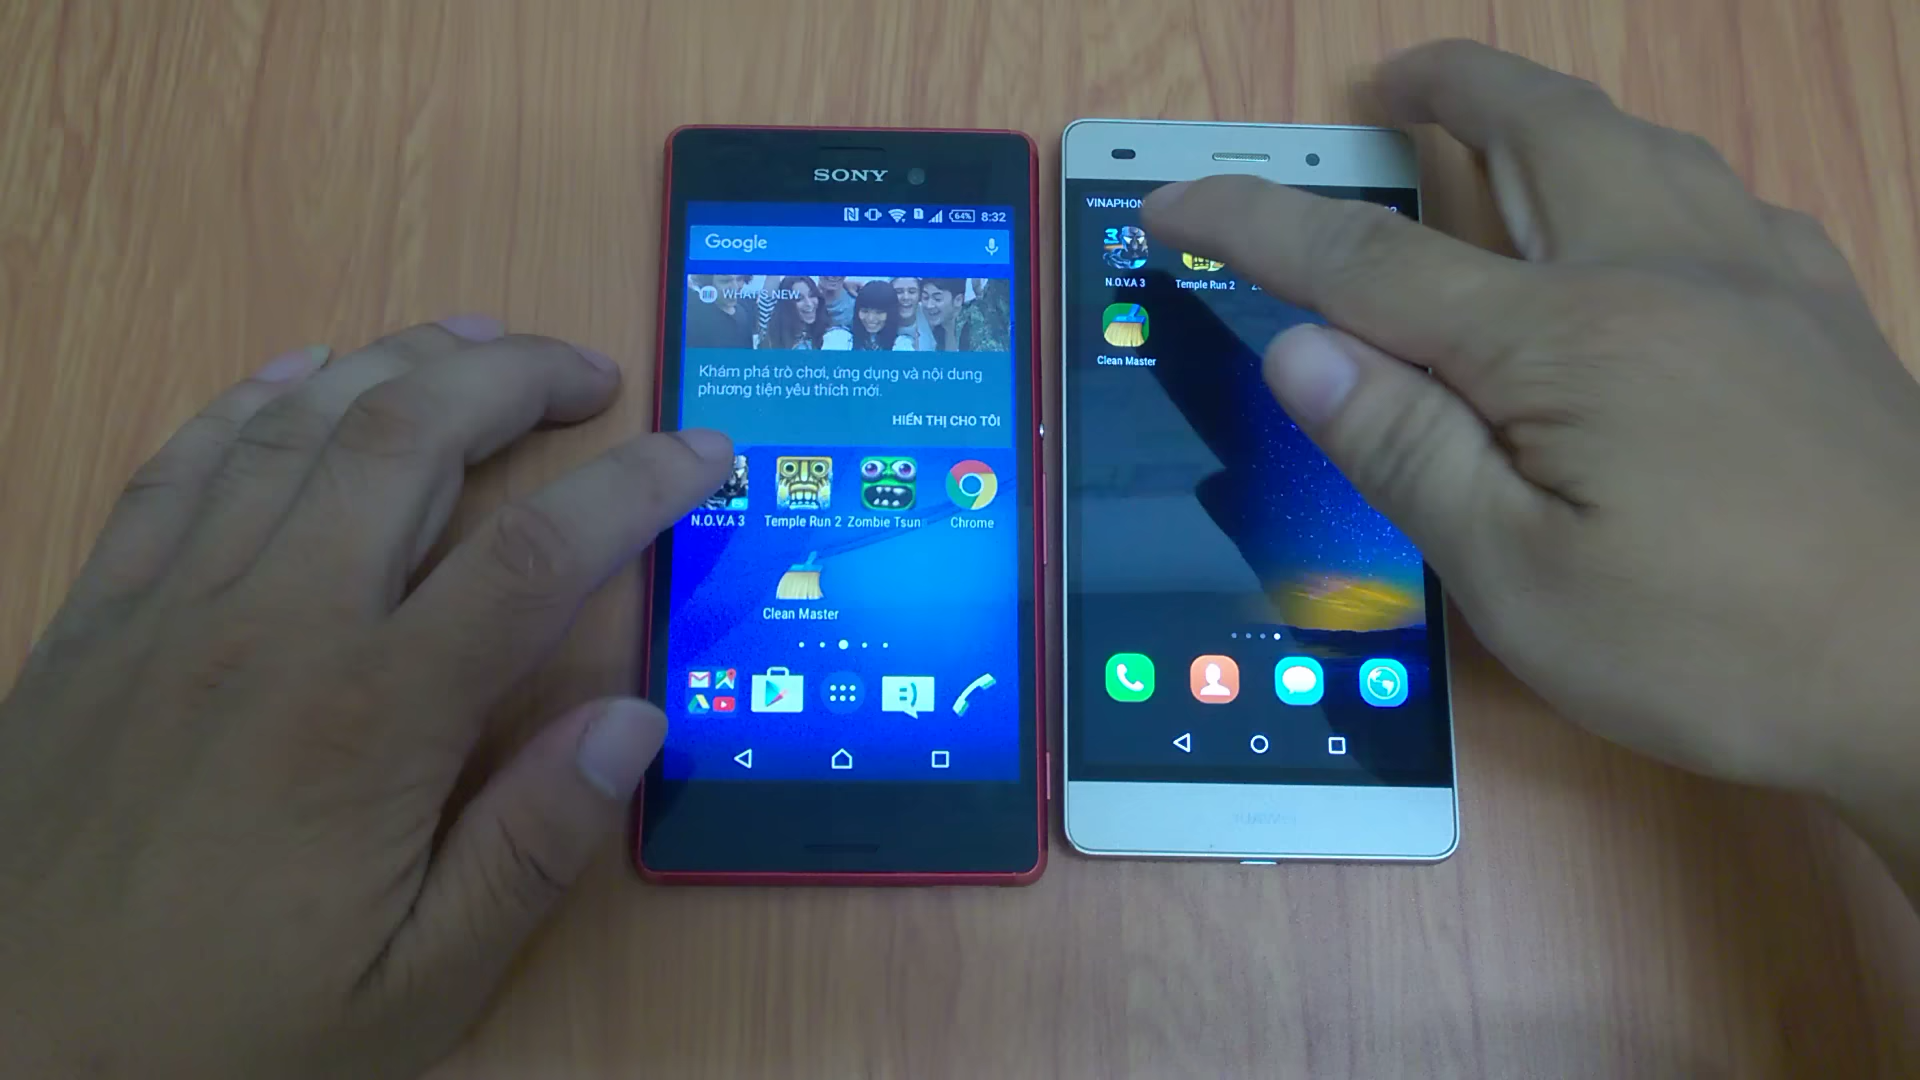 SONY
64% 8:32
Google
WHAT'S NEW
Khám phá trò chơi, ứng dụng và nội dung
phương tiện yêu thích mới.
HIỂN THỊ CHO TÔI
N.O.V.A 3 Temple Run 2 Zombie Tsun Chrome
Clean Master
VINAPHON
N.O.V.A 3 Temple Run 2
Clean Master